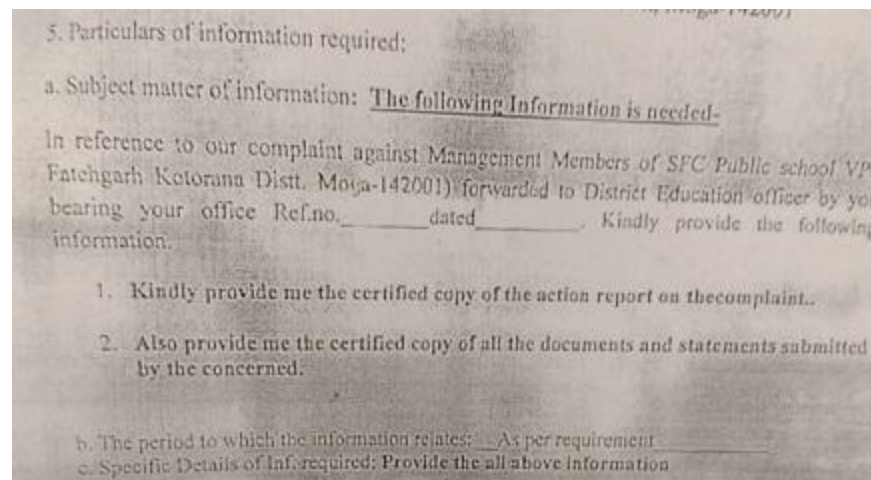 5. Particulars of information required:
a. Subject matter of information: The following Information is needed-
In reference to our complaint against Management Members of SFC Public school VP
Fatehgarh Kotorana Distt. Moga-142001) forwarded to District Education officer by you
bearing your office Ref.no.________dated__________. Kindly provide the following
information.
1. Kindly provide me the certified copy of the action report on thecomplaint..
2. Also provide me the certified copy of all the documents and statements submitted
by the concerned.
b. The period to which the information relates: __As per requirement__________
c. Specific Details of Inf. required: Provide the all above information